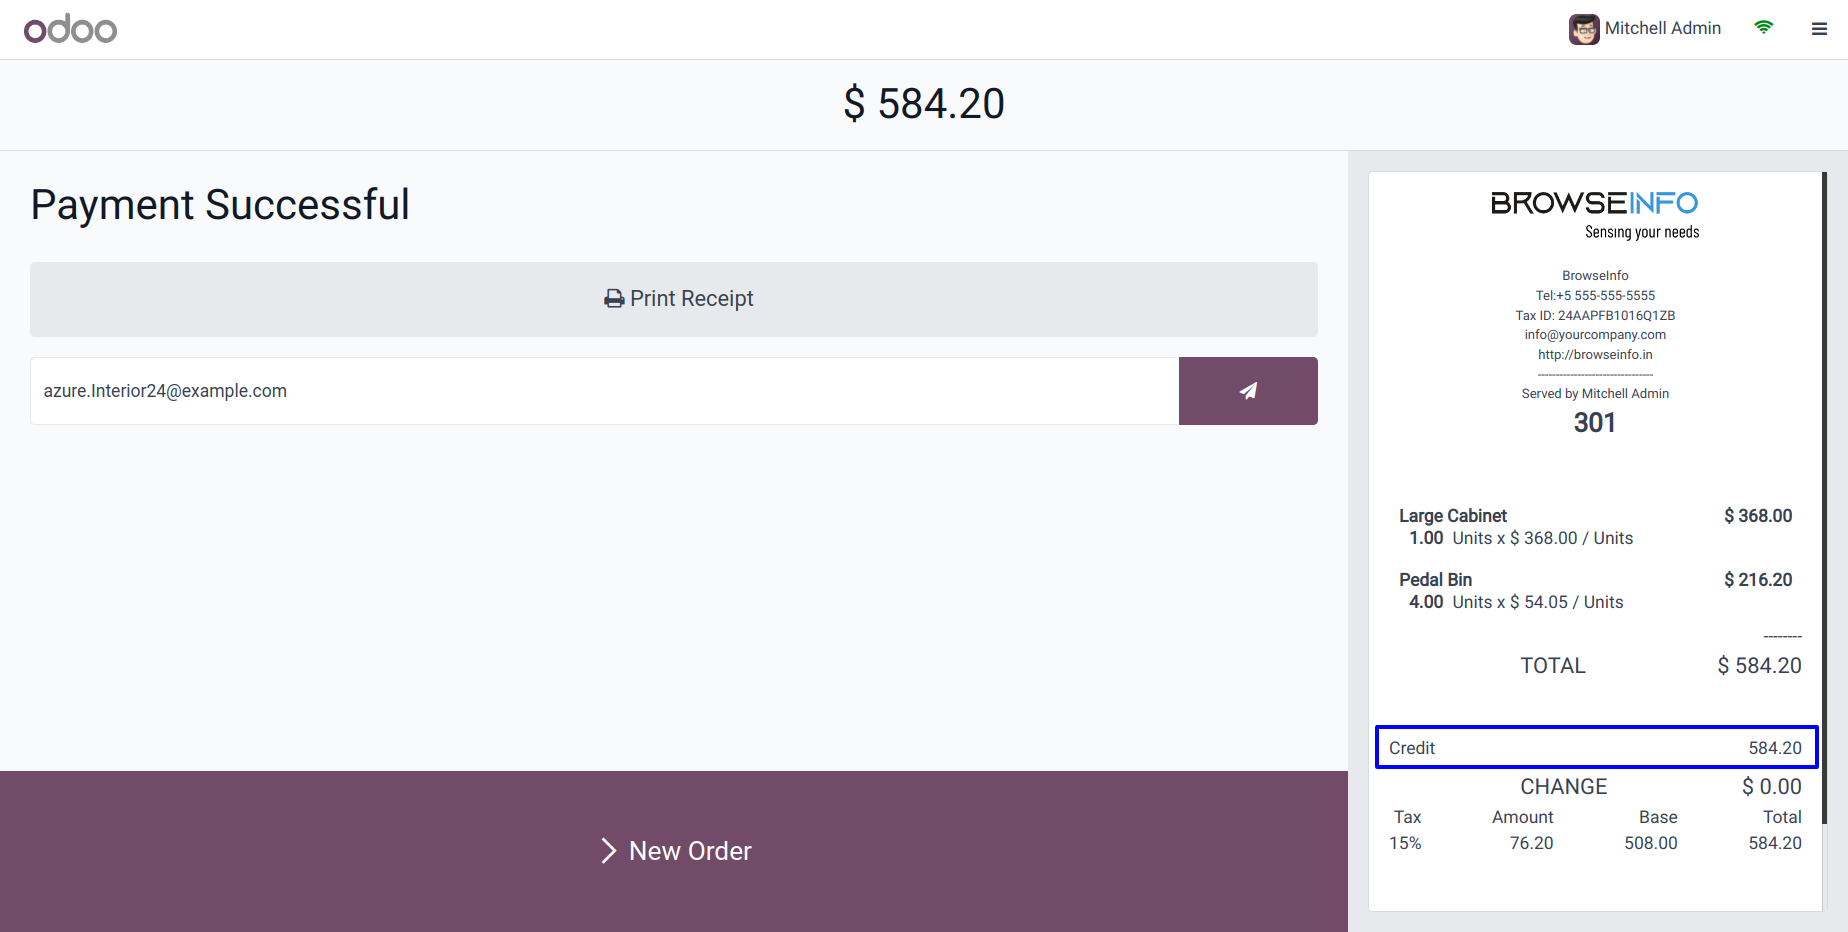 odoo
Mitchell Admin
$ 584.20
Payment Successful
Print Receipt
azure.Interior24@example.com
New Order
BROWSEINFO
Sensing your needs
BrowseInfo
Tel:+5 555-555-5555
Tax ID: 24AAPFB1016Q1ZB
info@yourcompany.com
http://browseinfo.in
--------------------------------
Served by Mitchell Admin
301
Large Cabinet $ 368.00
1.00 Units x $ 368.00 / Units
Pedal Bin $ 216.20
4.00 Units x $ 54.05 / Units
--------
TOTAL $ 584.20
Credit 584.20
CHANGE $ 0.00
Tax Amount Base Total
15% 76.20 508.00 584.20